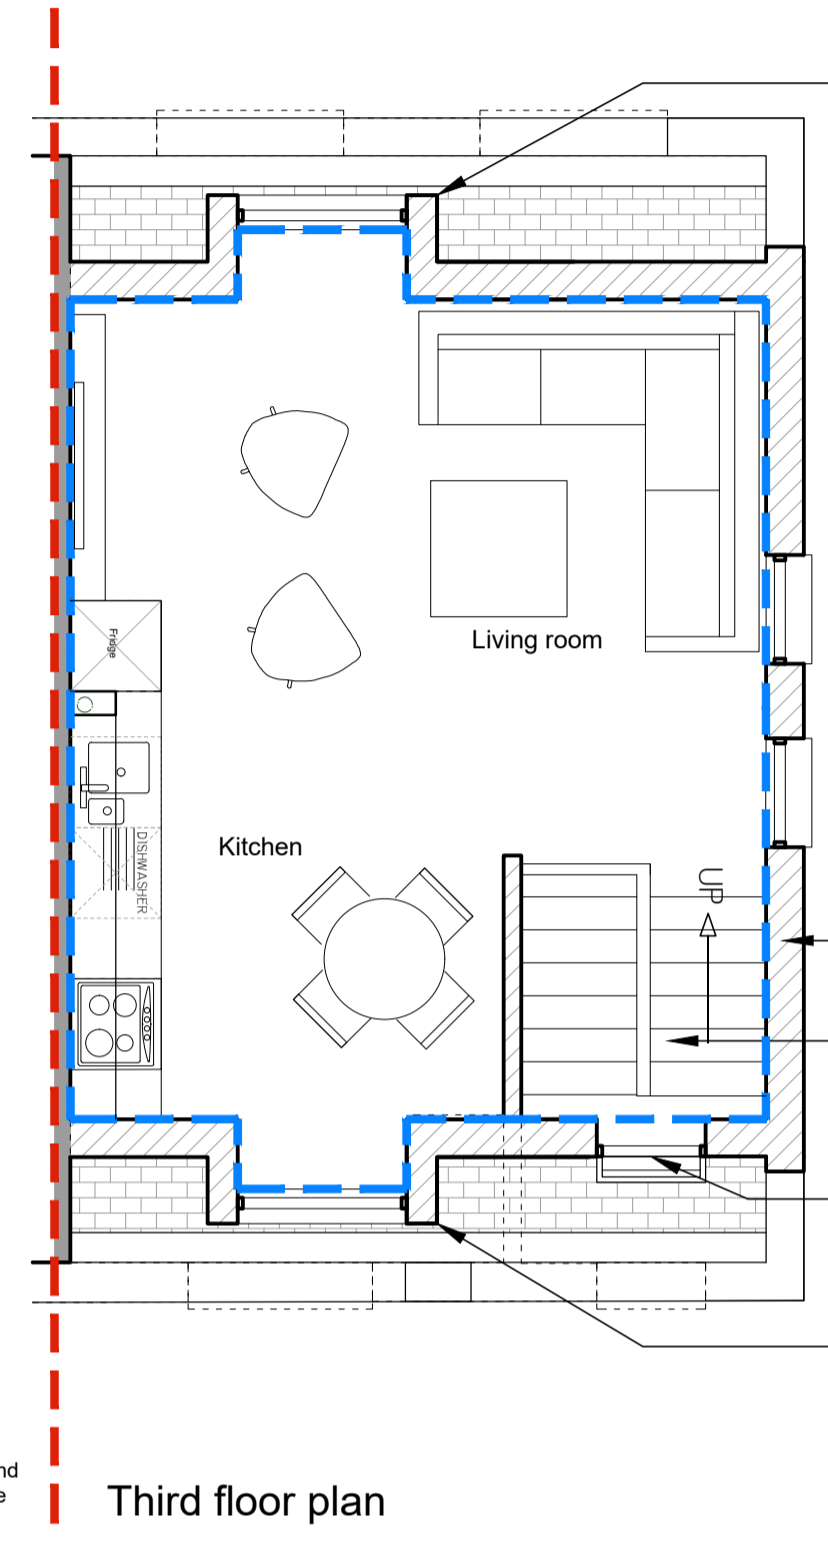 Fridge
Living room
Kitchen
DISHWASHER
UP
nd
e
Third floor plan